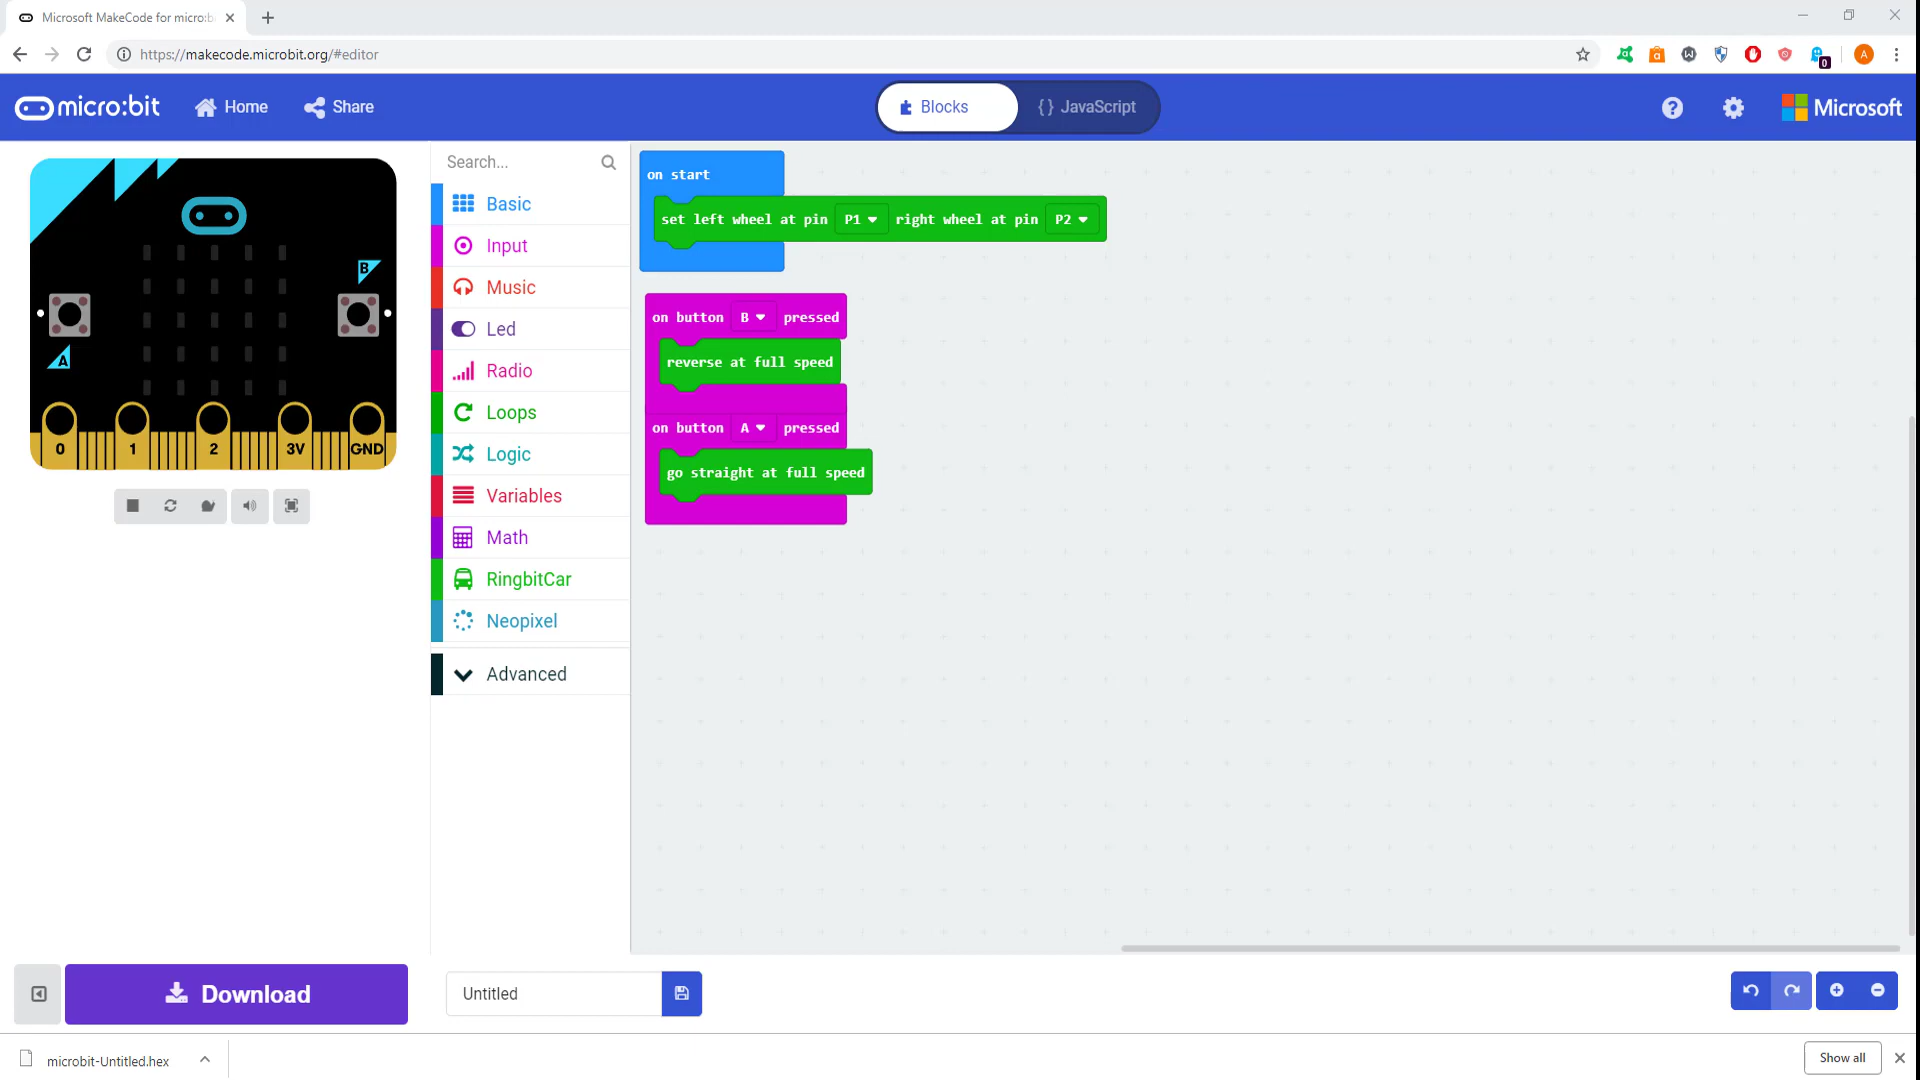 Microsoft MakeCode for micro:b
https://makecode.microbit.org/#editor
A
0
micro:bit
Home
Share
Blocks
{} JavaScript
?
Microsoft
B
A
0
1
2
3V
GND
Search...
Basic
Input
Music
Led
Radio
Loops
Logic
Variables
Math
RingbitCar
Neopixel
Advanced
on start
set left wheel at pin P1 right wheel at pin P2
on button B pressed
reverse at full speed
on button A pressed
go straight at full speed
Download
Untitled
microbit-Untitled.hex
Show all